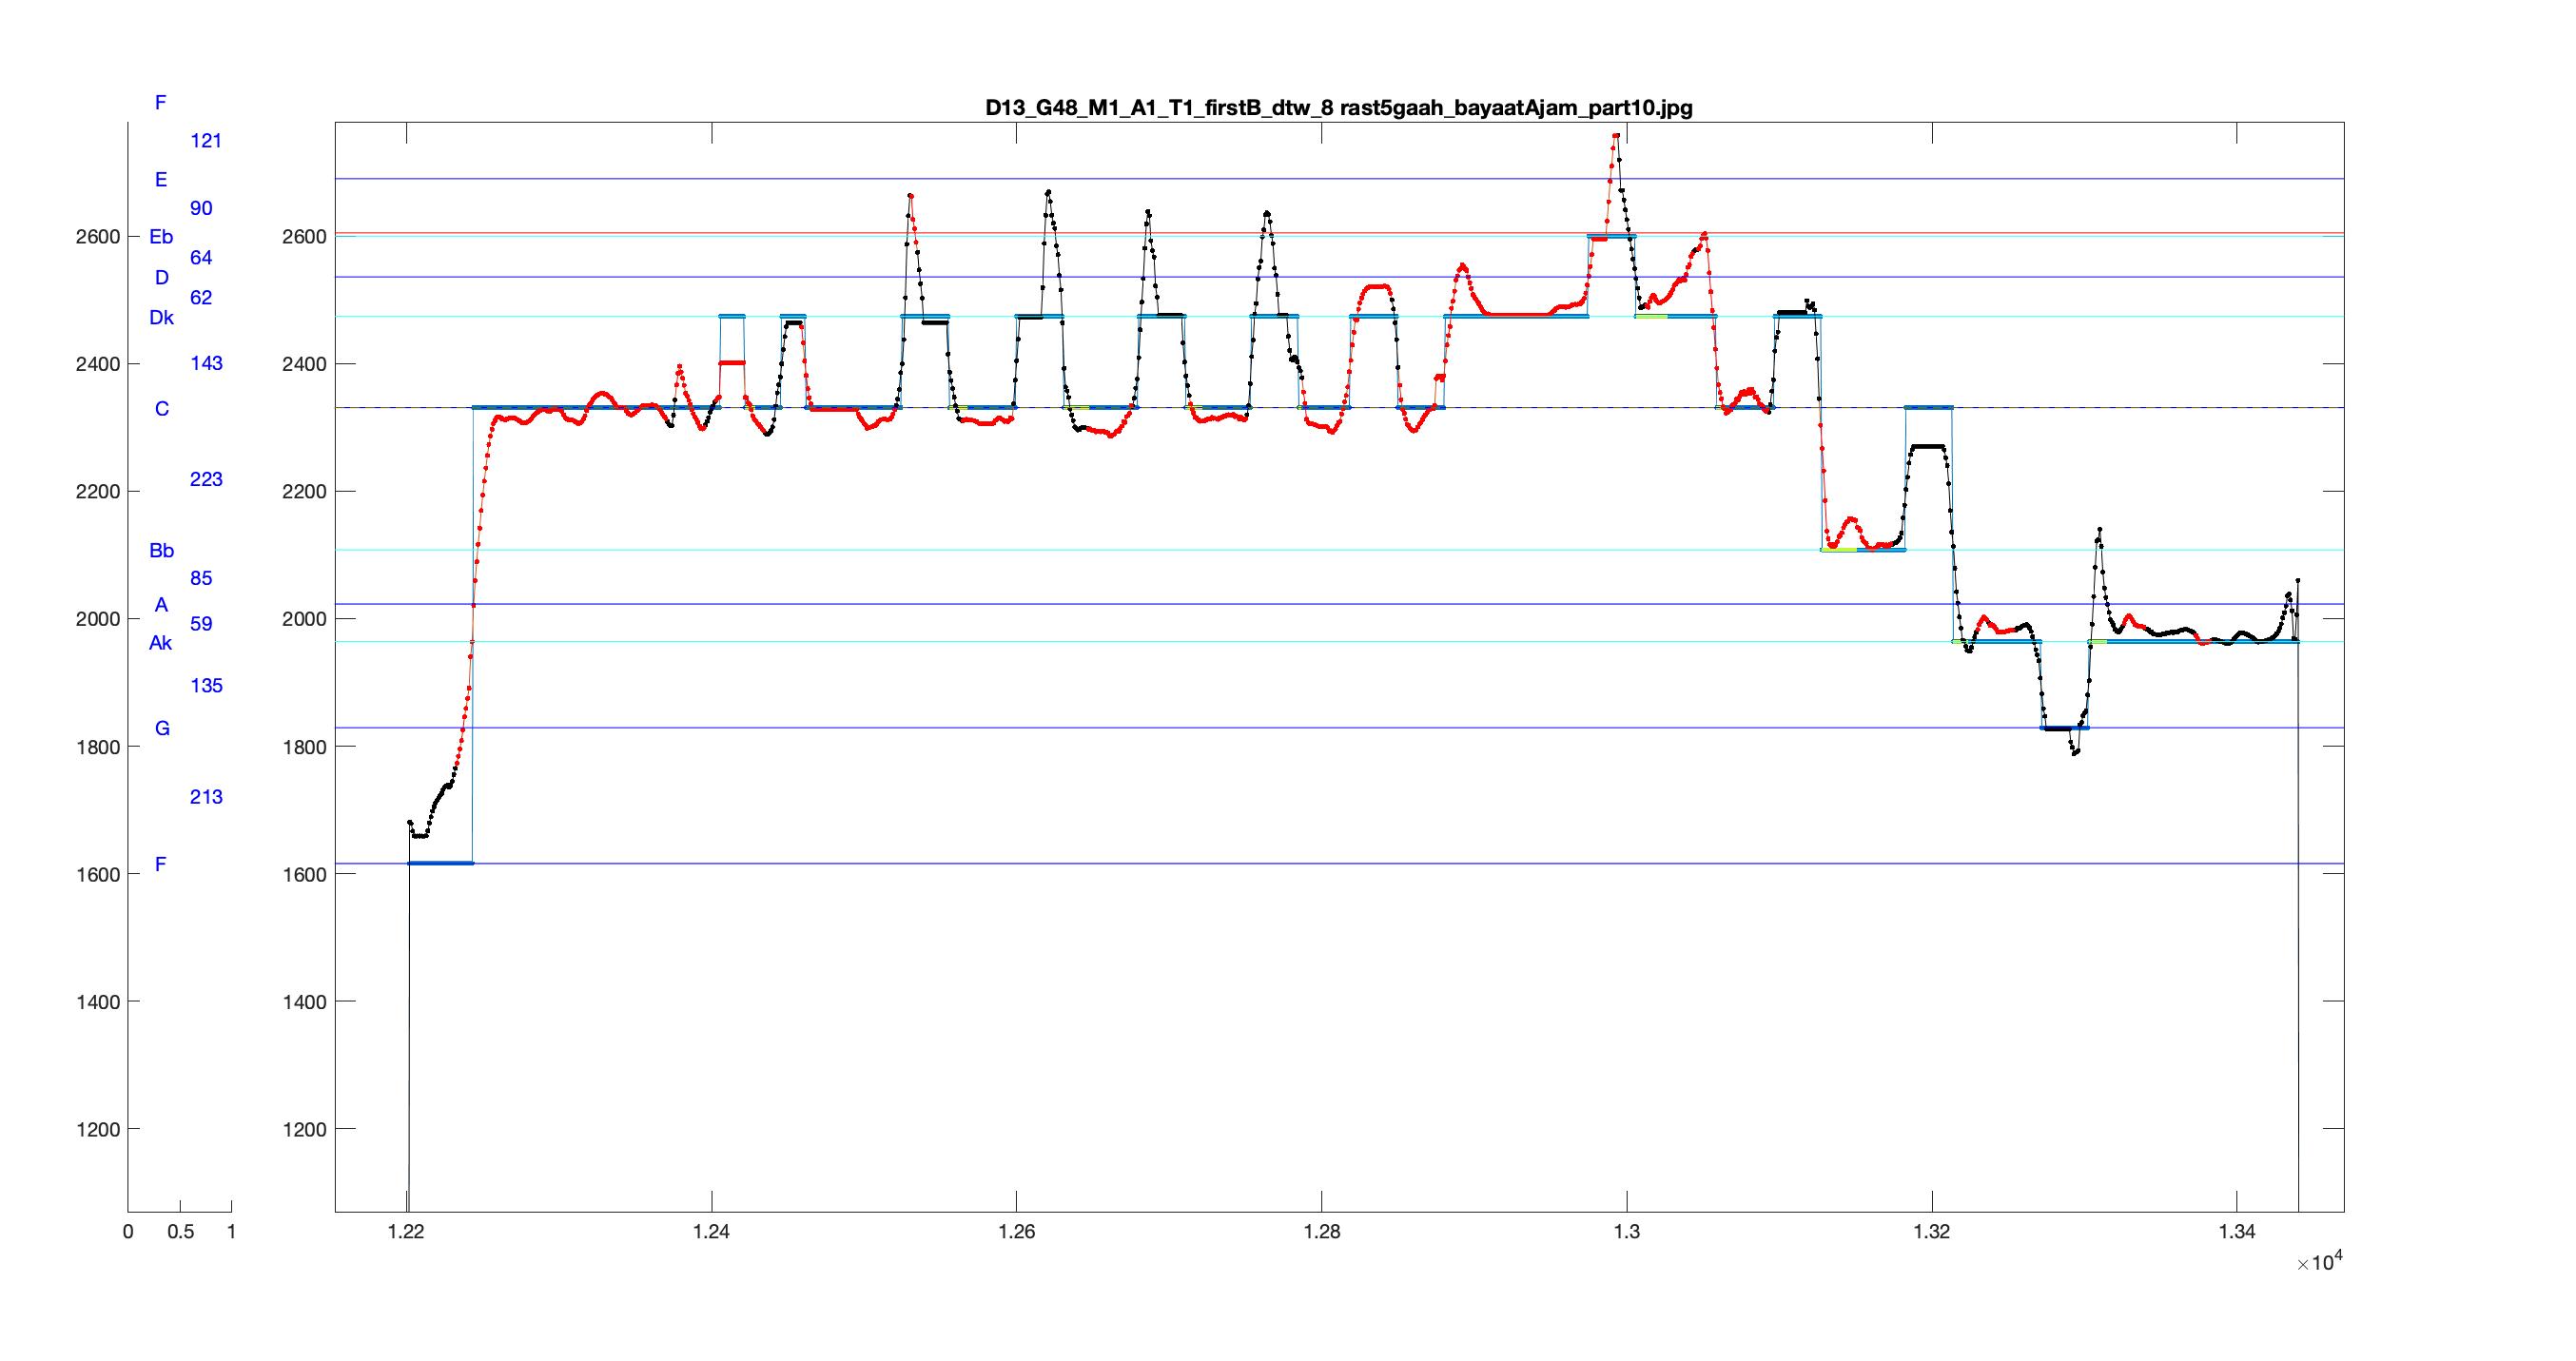 D13_G48_M1_A1_T1_firstB_dtw_8 rast5gaah_bayaatAjam_part10.jpg
F
121
E
90
2600 Eb 2600
64
D
62
Dk
2400 143 2400
C
223
2200 2200
Bb
85
A
2000 59 2000
Ak
135
G
1800 1800
213
F
1600 1600
1400 1400
1200 1200
0 0.5 1 1.22 1.24 1.26 1.28 1.3 1.32 1.34
×10⁴